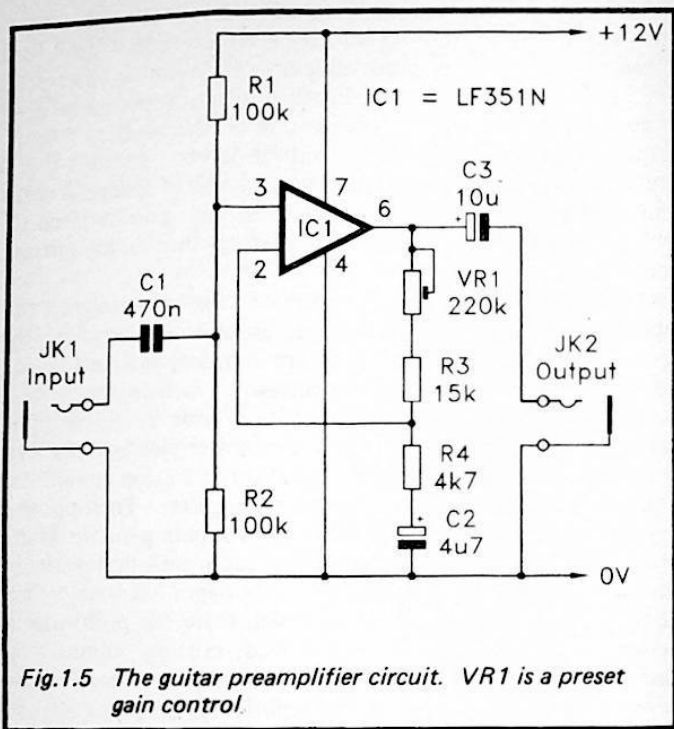 +12V
R1
100k
IC1 = LF351N
C3
10u
+
3
7
6
IC1
2
4
C1
470n
VR1
220k
JK1
Input
JK2
Output
R3
15k
R4
4k7
R2
100k
+
C2
4u7
0V
Fig.1.5 The guitar preamplifier circuit. VR1 is a preset
gain control